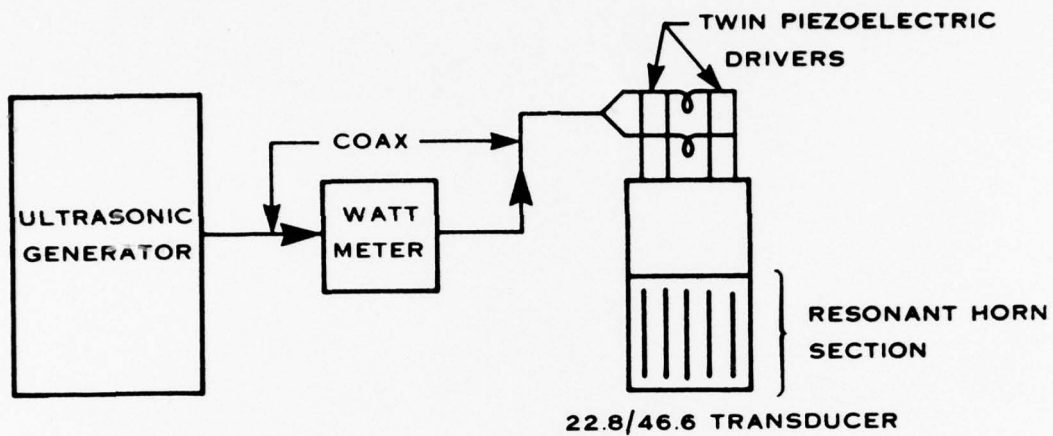 TWIN PIEZOELECTRIC
DRIVERS
COAX
ULTRASONIC
GENERATOR
WATT
METER
RESONANT HORN
SECTION
22.8/46.6 TRANSDUCER